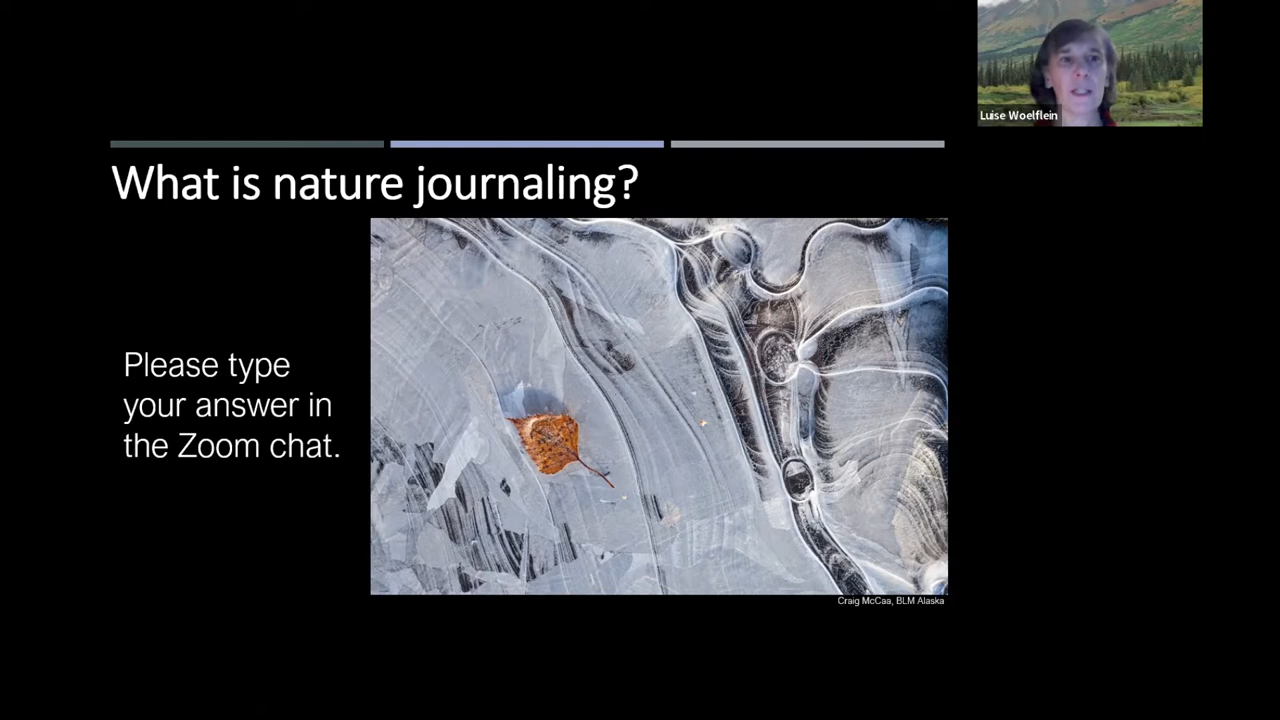 Luise Woelflein
What is nature journaling?
Please type
your answer in
the Zoom chat.
Craig McCaa, BLM Alaska